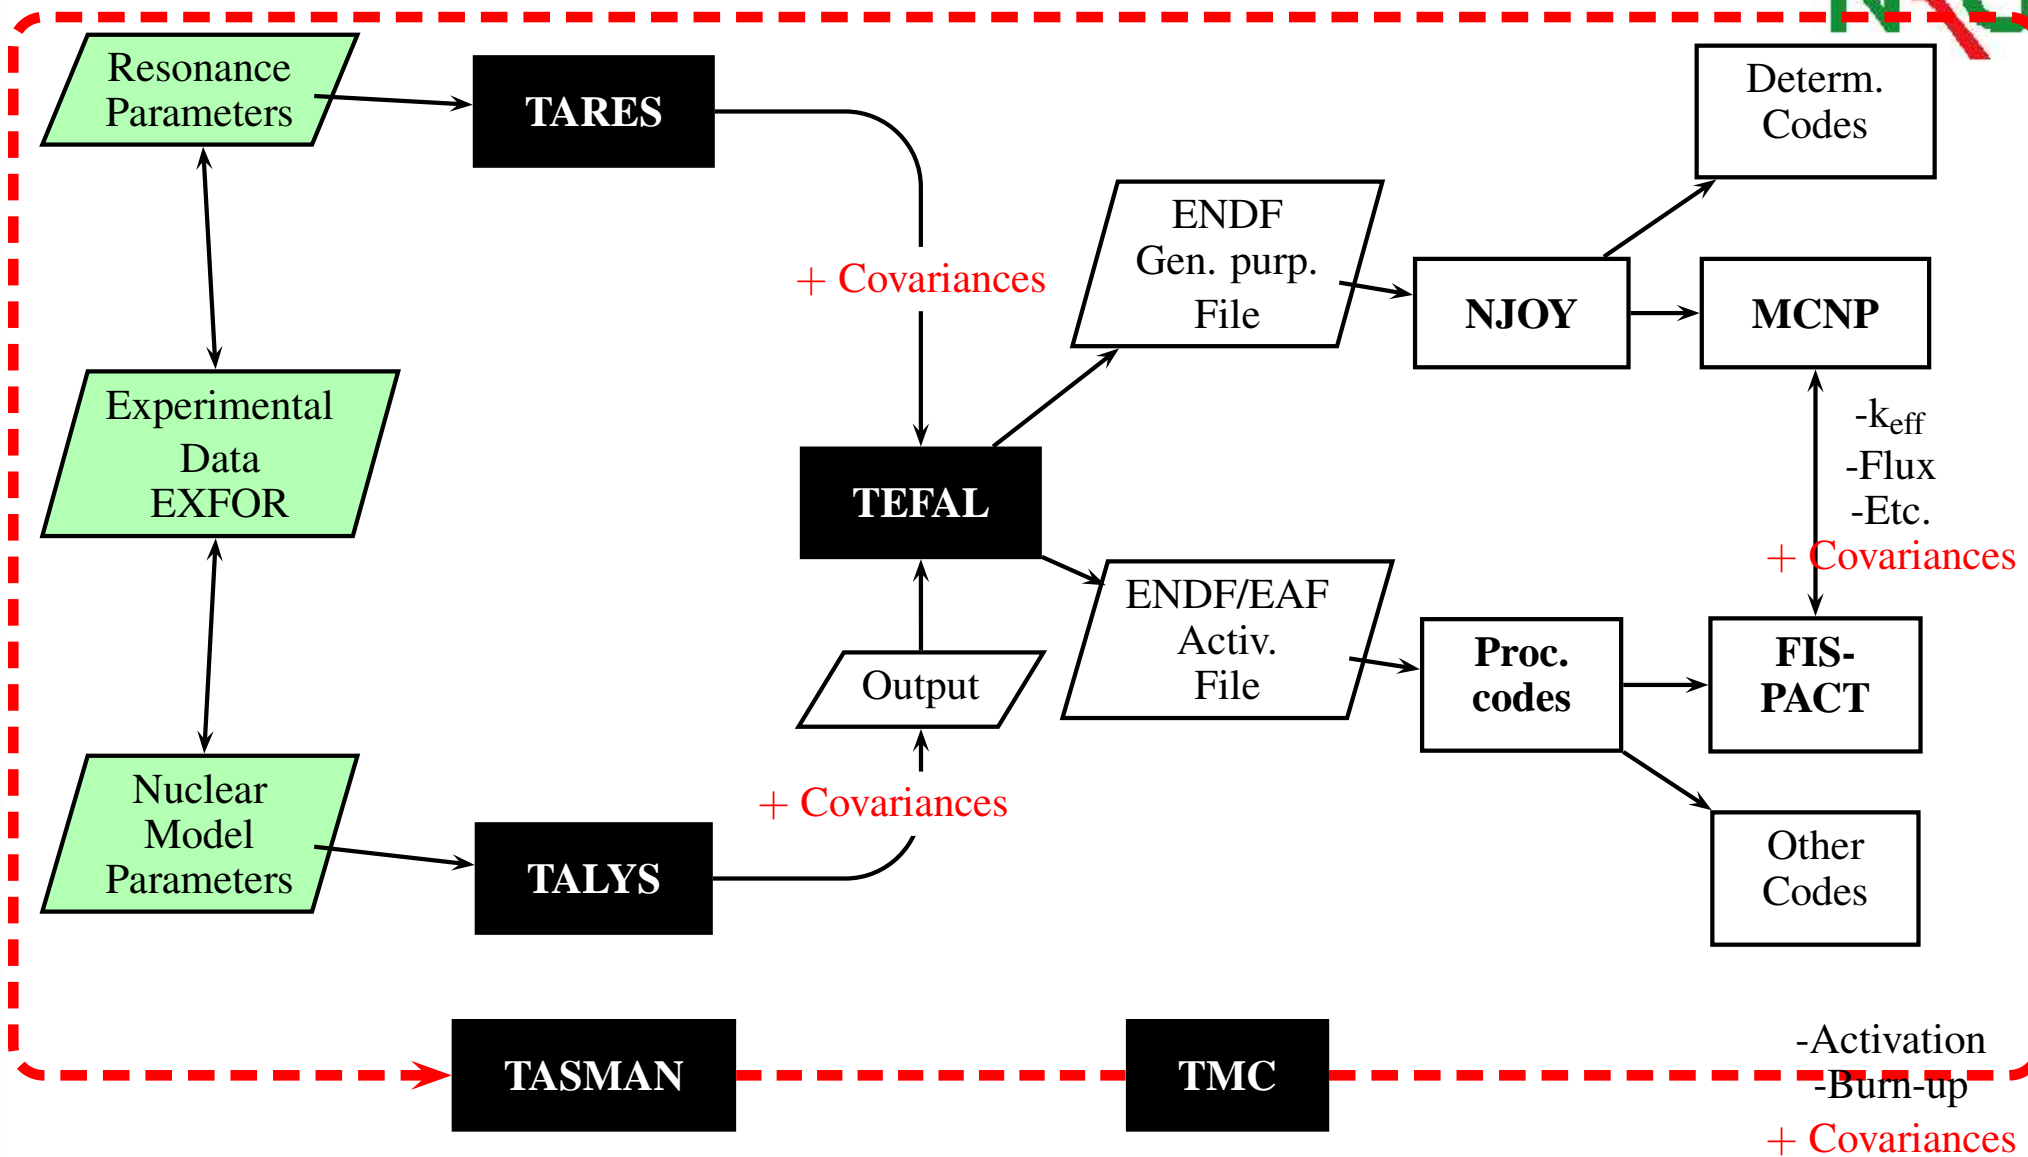 Resonance
Parameters
TARES
Determ.
Codes
+ Covariances
ENDF
Gen. purp.
File
NJOY
MCNP
Experimental
Data
EXFOR
TEFAL
-keff
-Flux
-Etc.
+ Covariances
ENDF/EAF
Activ.
File
Proc.
codes
FIS-
PACT
Output
+ Covariances
Nuclear
Model
Parameters
TALYS
Other
Codes
TASMAN
TMC
-Activation
-Burn-up
+ Covariances